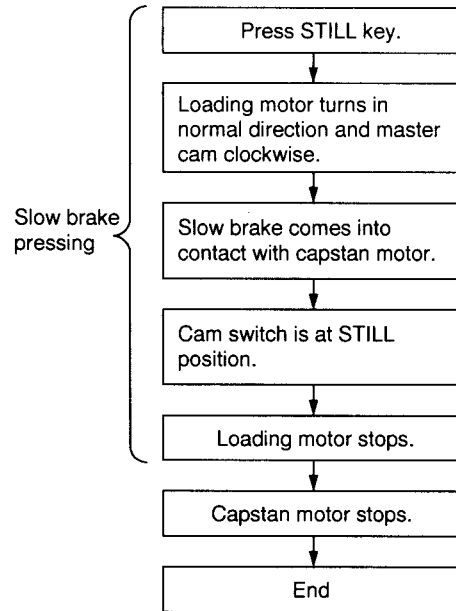 Press STILL key.
Loading motor turns in
normal direction and master
cam clockwise.
Slow brake
pressing
Slow brake comes into
contact with capstan motor.
Cam switch is at STILL
position.
Loading motor stops.
Capstan motor stops.
End